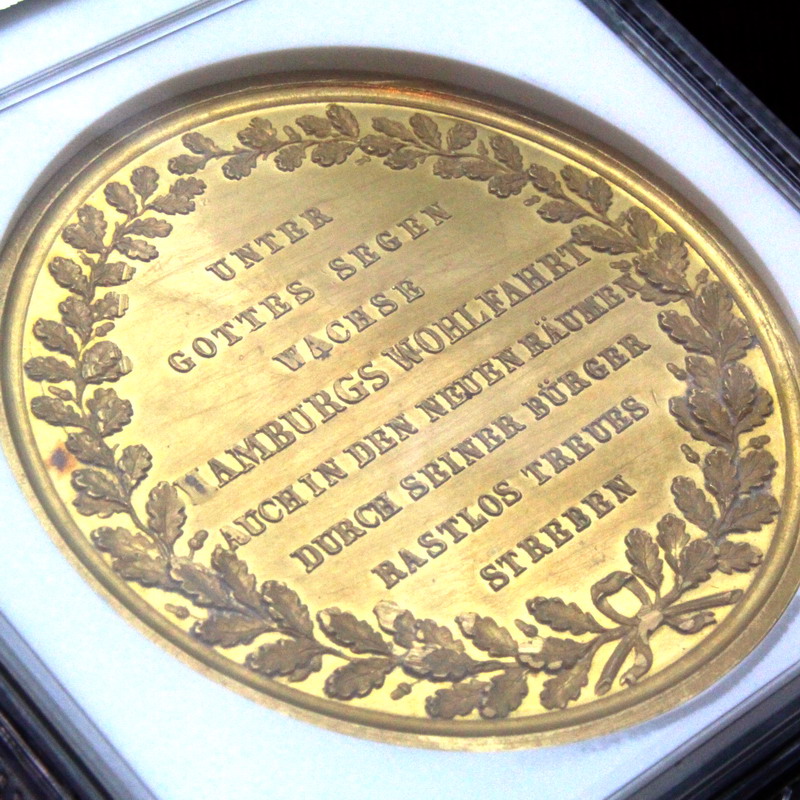 UNTER
GOTTES SEGEN
WACHSE
HAMBURGS WOHLFAHRT
AUCH IN DEN NEUEN RÄUMEN
DURCH SEINER BÜRGER
RASTLOS TREUES
STREBEN